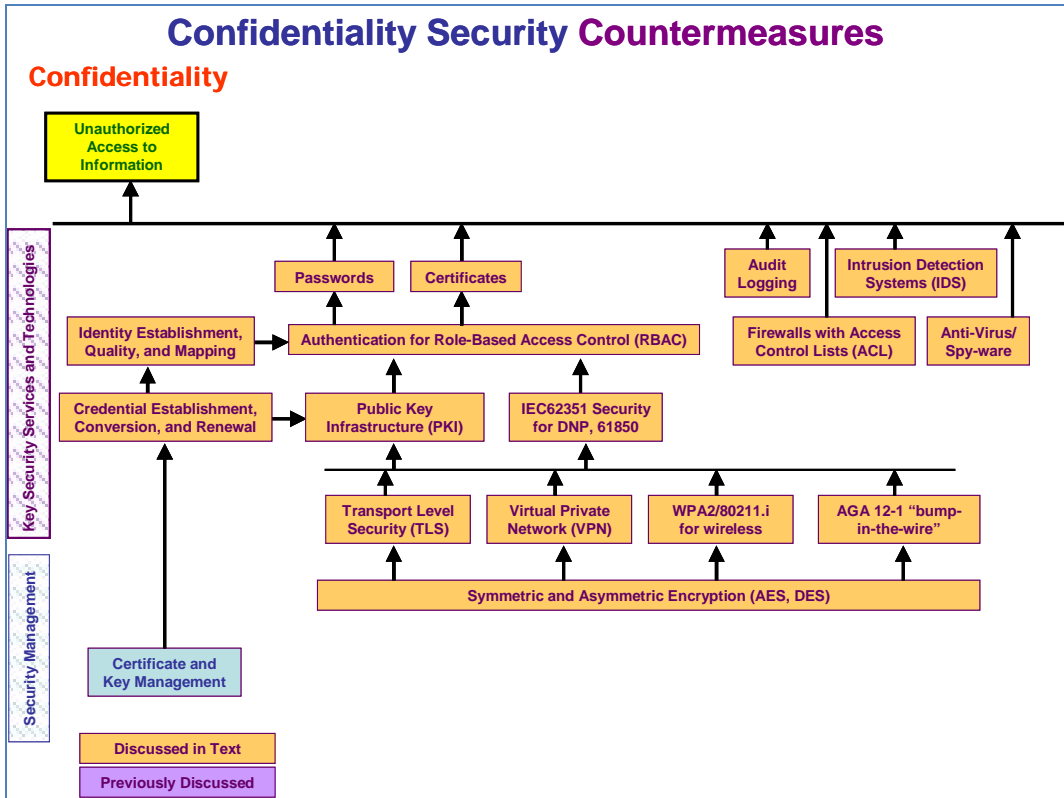 Confidentiality Security Countermeasures
Confidentiality
Unauthorized
Access to
Information
Key Security Services and Technologies
Passwords
Certificates
Audit
Logging
Intrusion Detection
Systems (IDS)
Identity Establishment,
Quality, and Mapping
Authentication for Role-Based Access Control (RBAC)
Firewalls with Access
Control Lists (ACL)
Anti-Virus/
Spy-ware
Credential Establishment,
Conversion, and Renewal
Public Key
Infrastructure (PKI)
IEC62351 Security
for DNP, 61850
Transport Level
Security (TLS)
Virtual Private
Network (VPN)
WPA2/80211.i
for wireless
AGA 12-1 “bump-
in-the-wire”
Security Management
Symmetric and Asymmetric Encryption (AES, DES)
Certificate and
Key Management
Discussed in Text
Previously Discussed